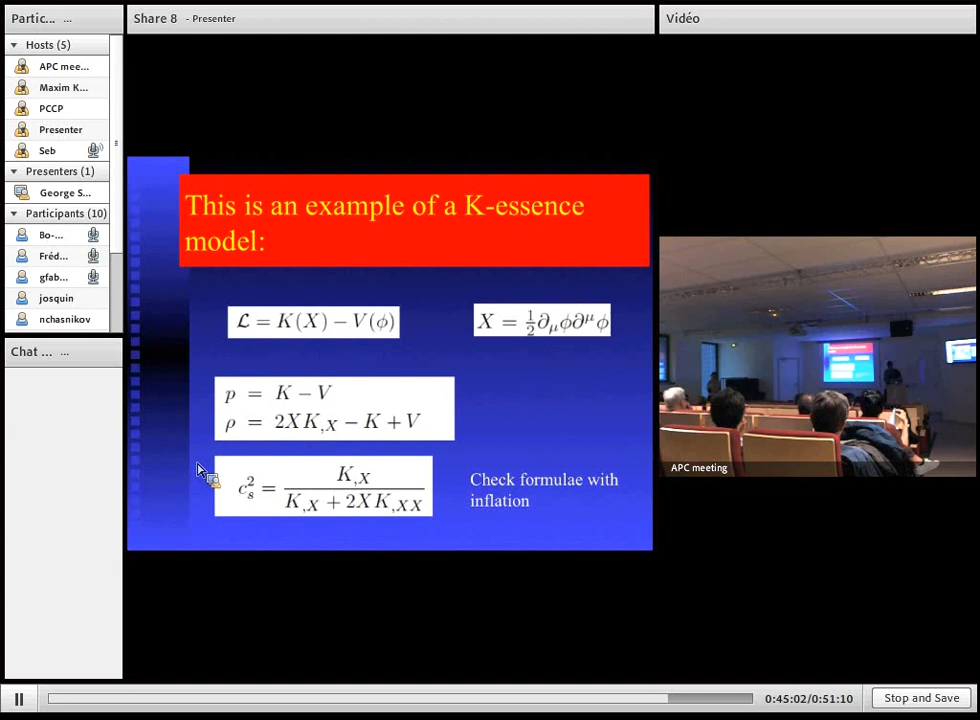 Partic... ...
Hosts (5)
APC mee...
Maxim K...
PCCP
Presenter
Seb
Presenters (1)
George S...
Participants (10)
Bo-...
Fréd...
gfab...
josquin
nchasnikov
Chat ... ...
Share 8 - Presenter
This is an example of a K-essence
model:
ℒ = K(X) − V(ϕ)
X = ½∂_μϕ∂^μϕ
p = K − V
ρ = 2XK,_X − K + V
c_s^2 = K,_X / (K,_X + 2XK,_XX)
Check formulae with
inflation
Vidéo
APC meeting
0:45:02/0:51:10
Stop and Save